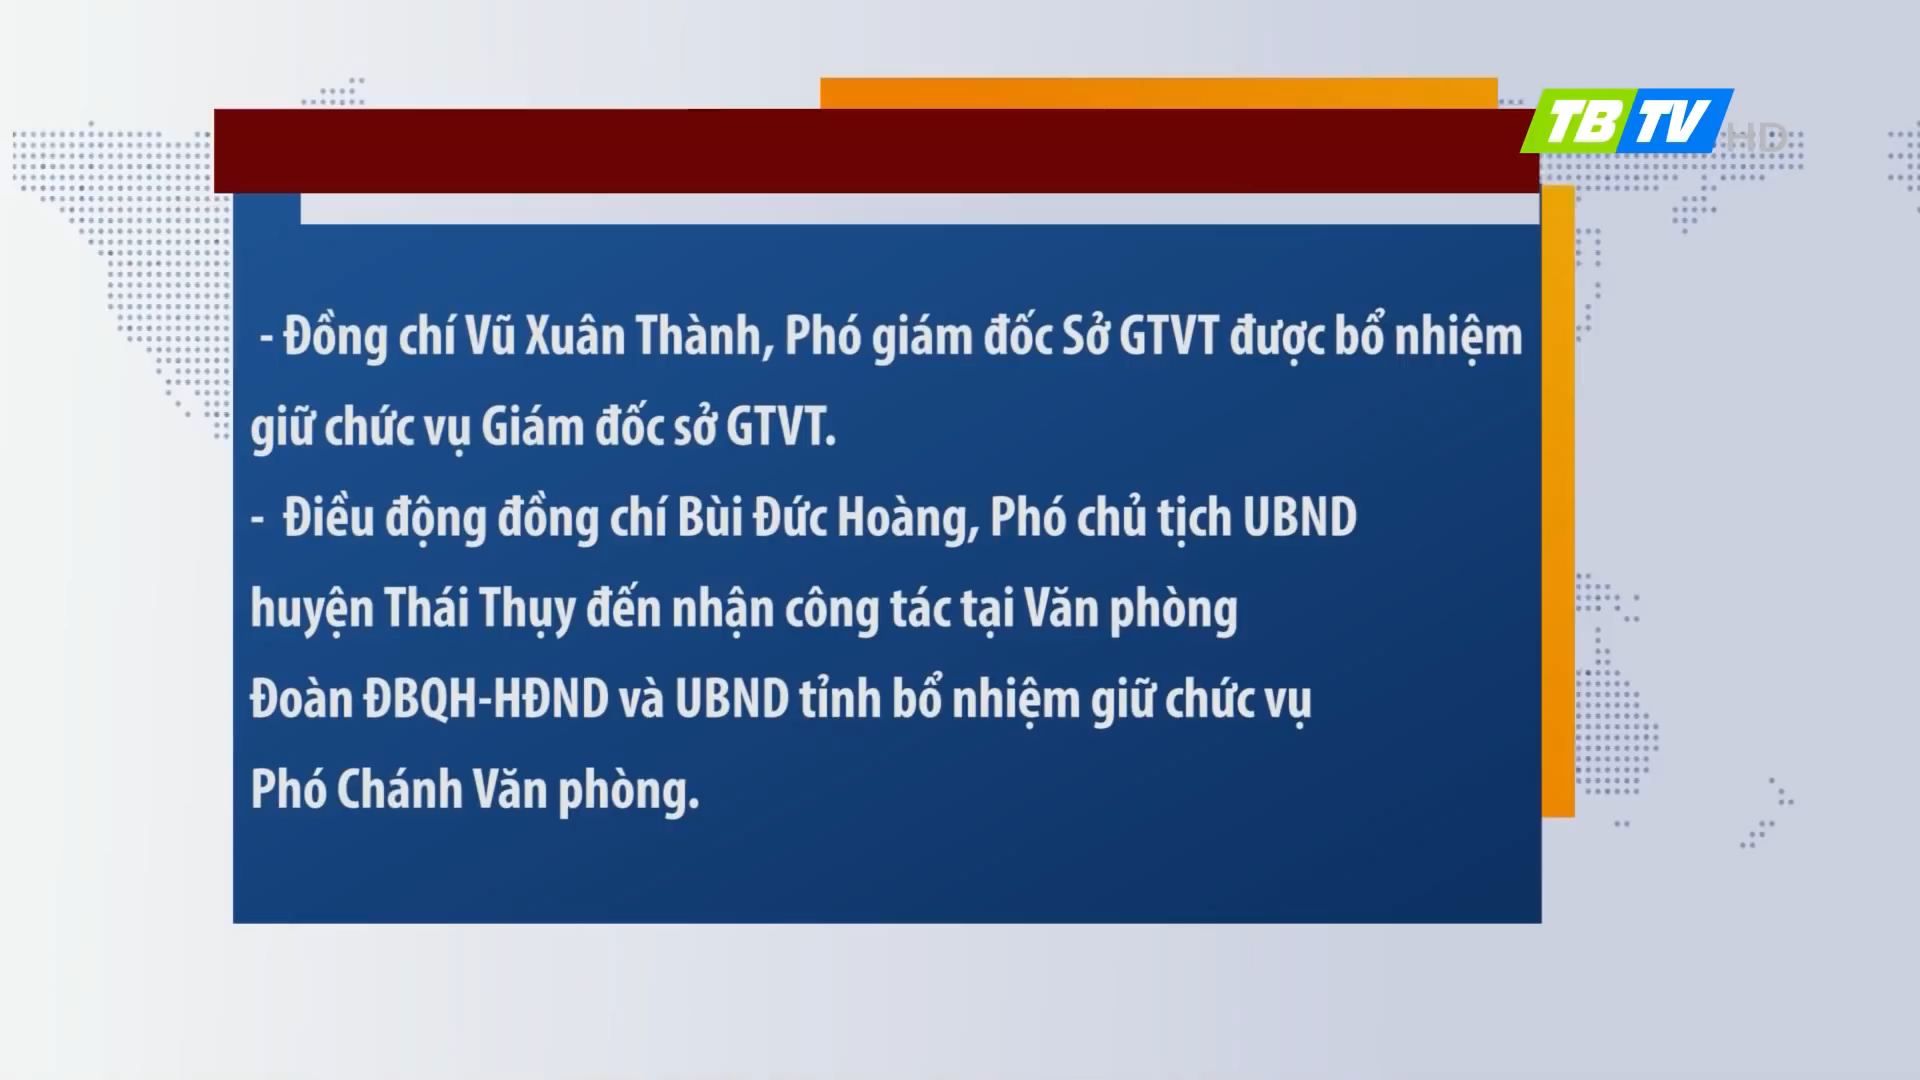 TBTV HD
- Đồng chí Vũ Xuân Thành, Phó giám đốc Sở GTVT được bổ nhiệm
giữ chức vụ Giám đốc sở GTVT.
- Điều động đồng chí Bùi Đức Hoàng, Phó chủ tịch UBND
huyện Thái Thụy đến nhận công tác tại Văn phòng
Đoàn ĐBQH-HĐND và UBND tỉnh bổ nhiệm giữ chức vụ
Phó Chánh Văn phòng.